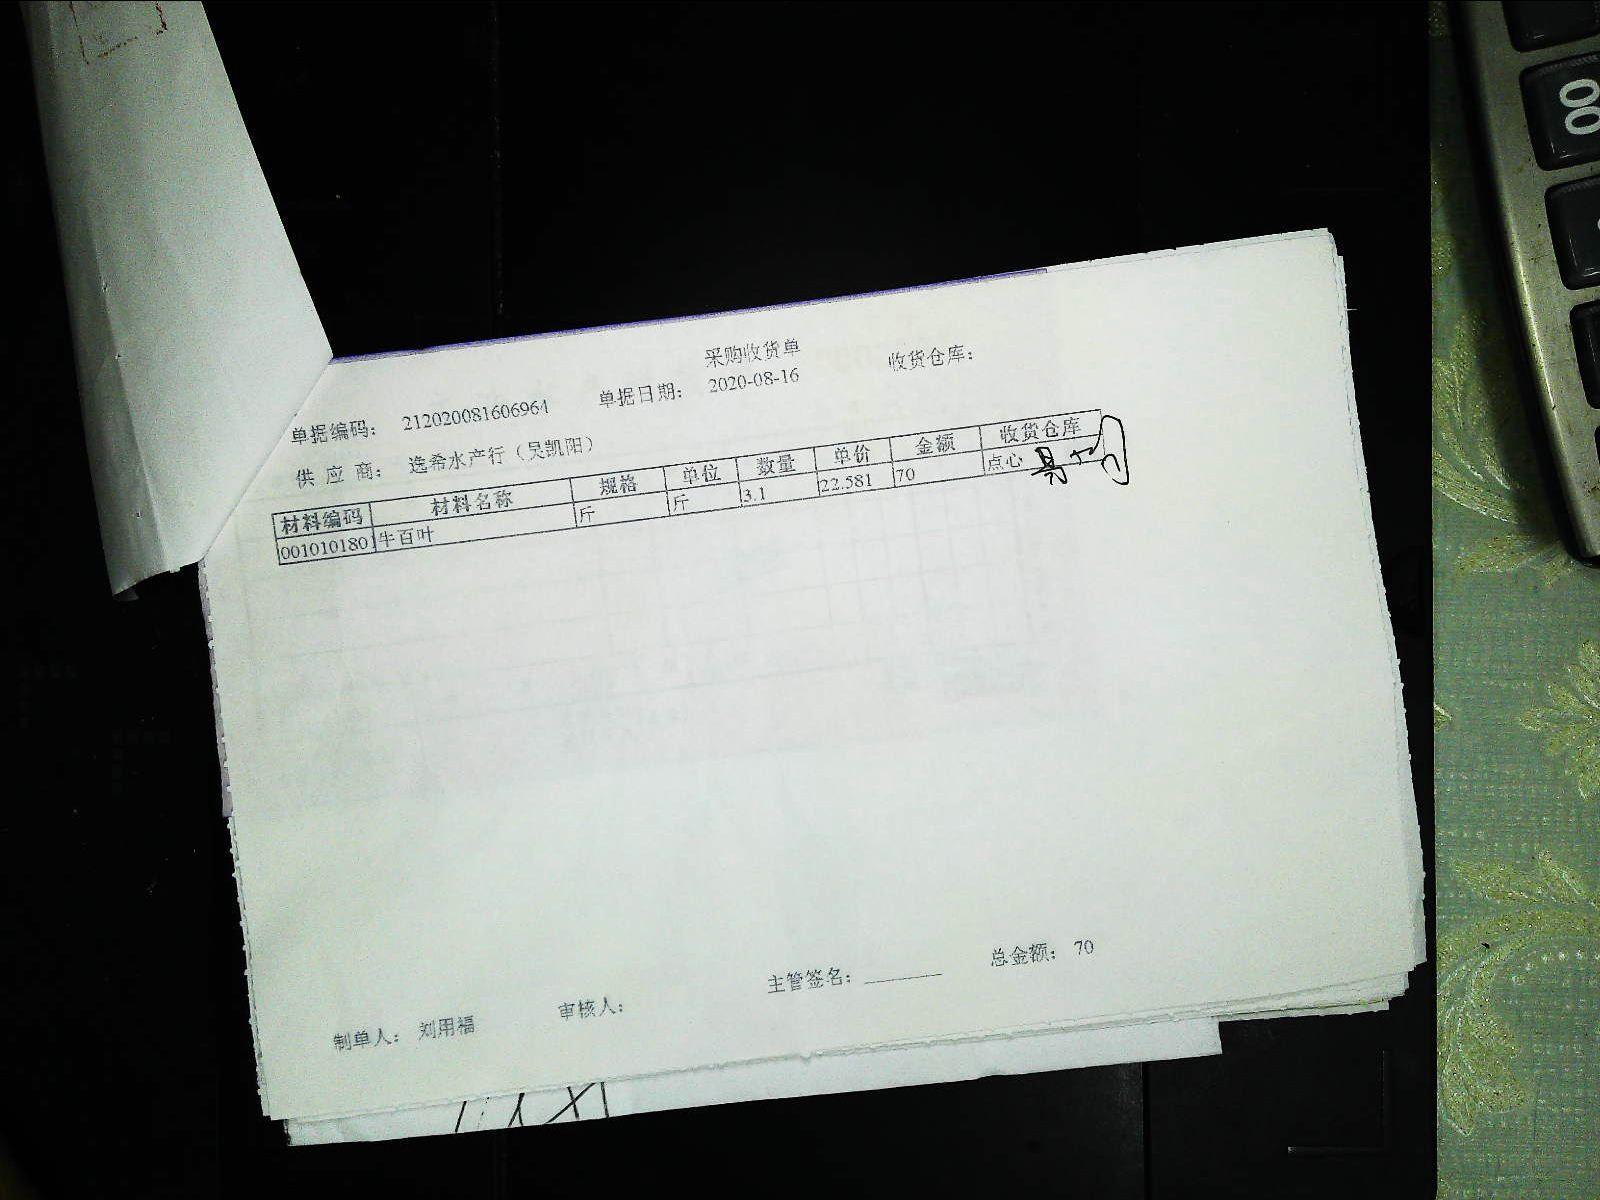 采购收货单
单据编码： 212020081606964 单据日期： 2020-08-16 收货仓库：
供 应 商： 逸希水产行（吴凯阳）
材料编码 材料名称 规格 单位 数量 单价 金额 收货仓库
001010180 牛百叶 斤 斤 3.1 22.581 70 点心
主管签名： 总金额： 70
制单人： 刘用福 审核人：
00